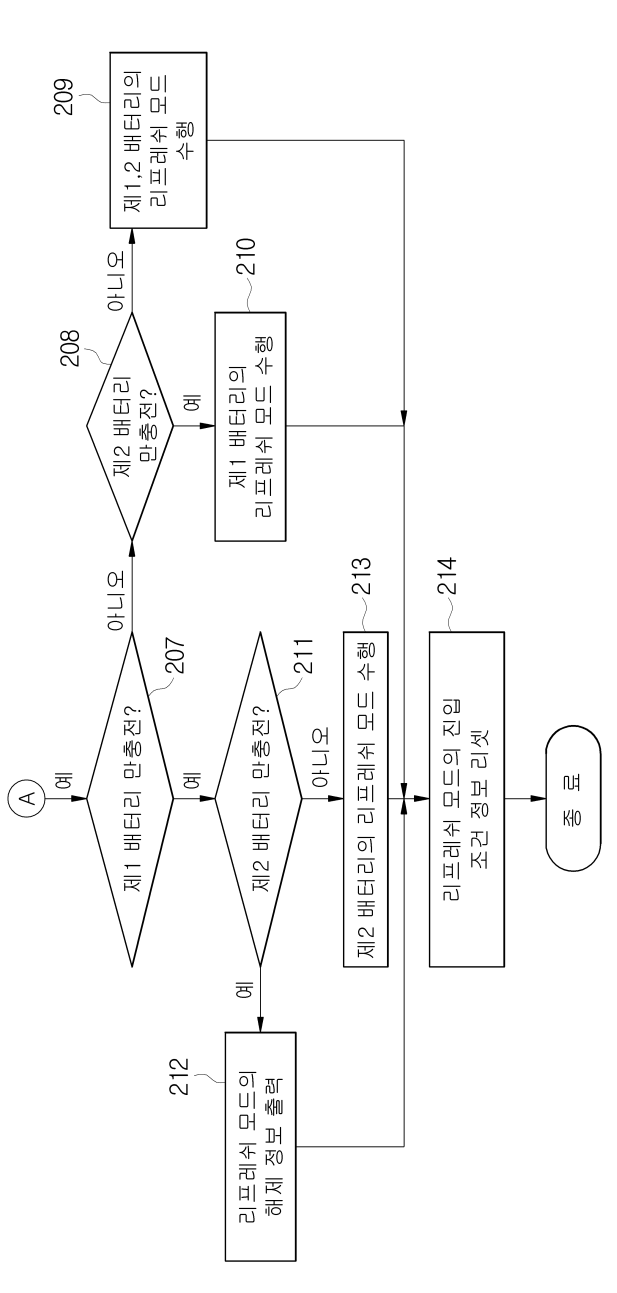 A
예
제1 배터리 만충전?
207
아니오
제2 배터리
만충전?
208
아니오
제1,2 배터리의
리프레쉬 모드
수행
209
예
제1 배터리의
리프레쉬 모드 수행
210
예
제2 배터리 만충전?
211
예
리프레쉬 모드의
해제 정보 출력
212
아니오
제2 배터리의 리프레쉬 모드 수행
213
리프레쉬 모드의 진입
조건 정보 리셋
214
종료